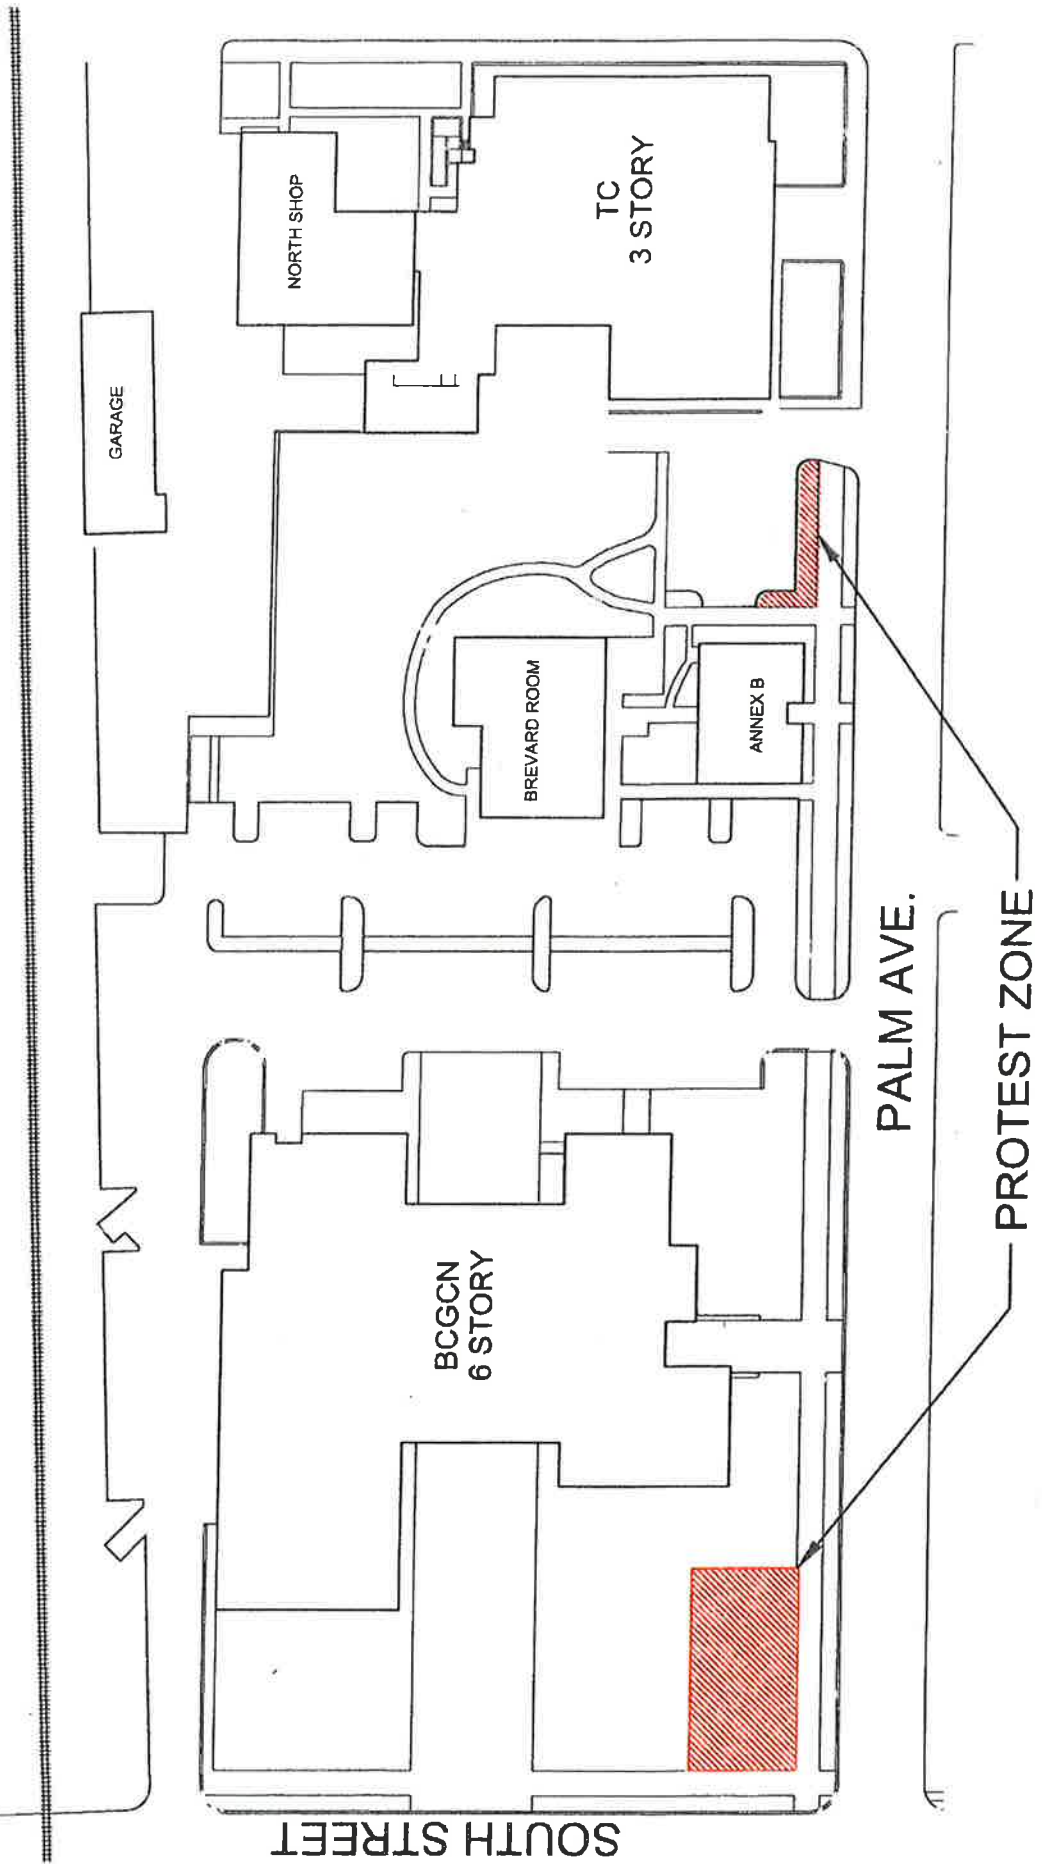 GARAGE
NORTH SHOP
TC
3 STORY
BREVARD ROOM
ANNEX B
BCGCN
6 STORY
PALM AVE.
PROTEST ZONE
SOUTH STREET